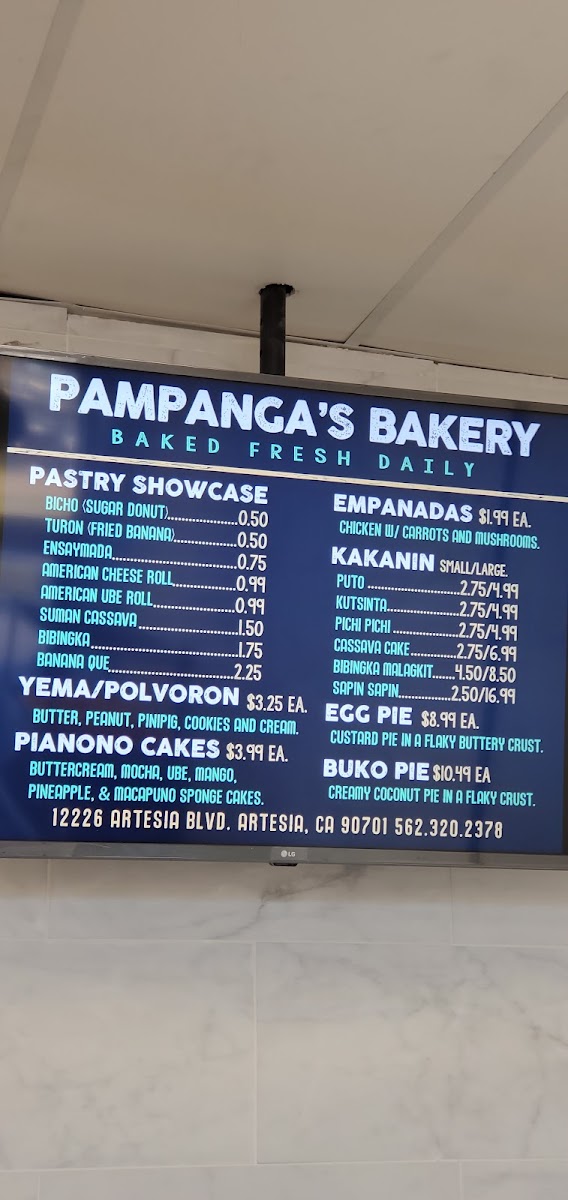 PAMPANGA'S BAKERY
BAKED FRESH DAILY
PASTRY SHOWCASE
BICHO (SUGAR DONUT)..................0.50
TURON (FRIED BANANA)................0.50
ENSAYMADA................................0.75
AMERICAN CHEESE ROLL................0.99
AMERICAN UBE ROLL....................0.99
SUMAN CASSAVA.........................1.50
BIBINGKA....................................1.75
BANANA QUE...............................2.25
YEMA/POLVORON $3.25 EA.
BUTTER, PEANUT, PINIPIG, COOKIES AND CREAM.
PIANONO CAKES $3.99 EA.
BUTTERCREAM, MOCHA, UBE, MANGO,
PINEAPPLE, & MACAPUNO SPONGE CAKES.
EMPANADAS $1.99 EA.
CHICKEN W/ CARROTS AND MUSHROOMS.
KAKANIN SMALL/LARGE.
PUTO .......................2.75/4.99
KUTSINTA..................2.75/4.99
PICHI PICHI .................2.75/4.99
CASSAVA CAKE............2.75/6.99
BIBINGKA MALAGKIT......4.50/8.50
SAPIN SAPIN..............2.50/16.99
EGG PIE $8.99 EA.
CUSTARD PIE IN A FLAKY BUTTERY CRUST.
BUKO PIE $10.49 EA
CREAMY COCONUT PIE IN A FLAKY CRUST.
12226 ARTESIA BLVD. ARTESIA, CA 90701 562.320.2378
LG